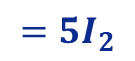 = 5I₂